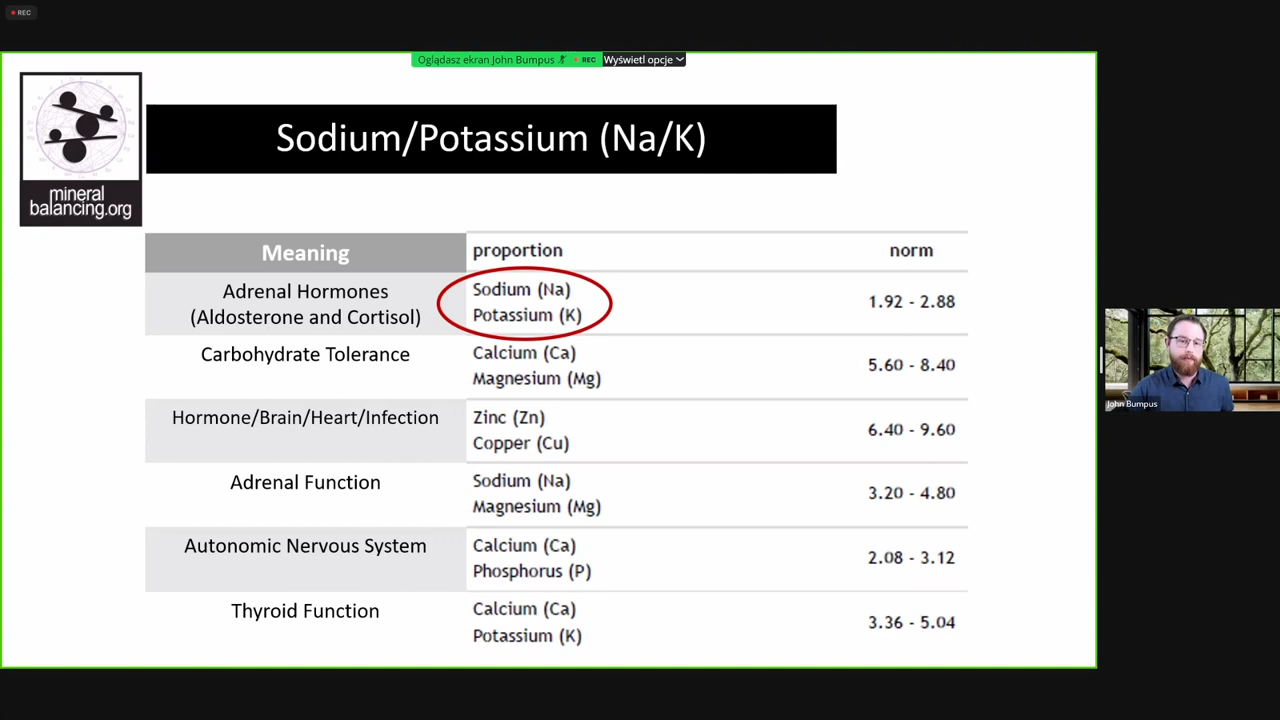 REC
Oglądasz ekran John Bumpus
REC
Wyświetl opcje
Sodium/Potassium (Na/K)
mineral
balancing.org
Meaning
proportion
norm
Adrenal Hormones
(Aldosterone and Cortisol)
Sodium (Na)
Potassium (K)
1.92 - 2.88
Carbohydrate Tolerance
Calcium (Ca)
Magnesium (Mg)
5.60 - 8.40
Hormone/Brain/Heart/Infection
Zinc (Zn)
Copper (Cu)
6.40 - 9.60
Adrenal Function
Sodium (Na)
Magnesium (Mg)
3.20 - 4.80
Autonomic Nervous System
Calcium (Ca)
Phosphorus (P)
2.08 - 3.12
Thyroid Function
Calcium (Ca)
Potassium (K)
3.36 - 5.04
John Bumpus